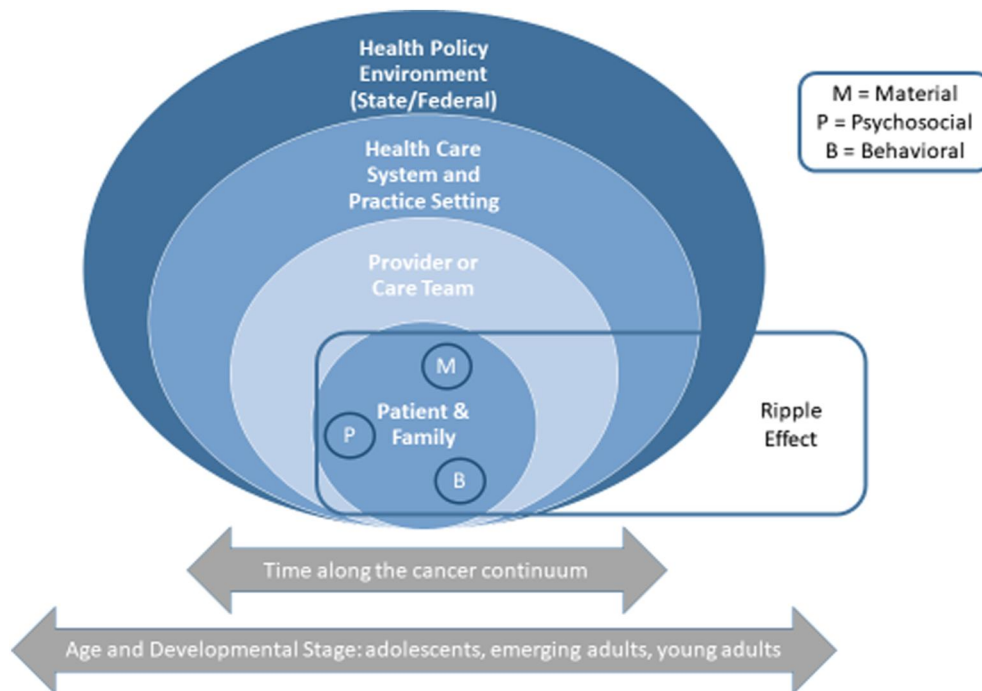 Health Policy
Environment
(State/Federal)
M = Material
P = Psychosocial
B = Behavioral
Health Care
System and
Practice Setting
Provider or
Care Team
M
Patient &
Family
P
B
Ripple
Effect
Time along the cancer continuum
Age and Developmental Stage: adolescents, emerging adults, young adults